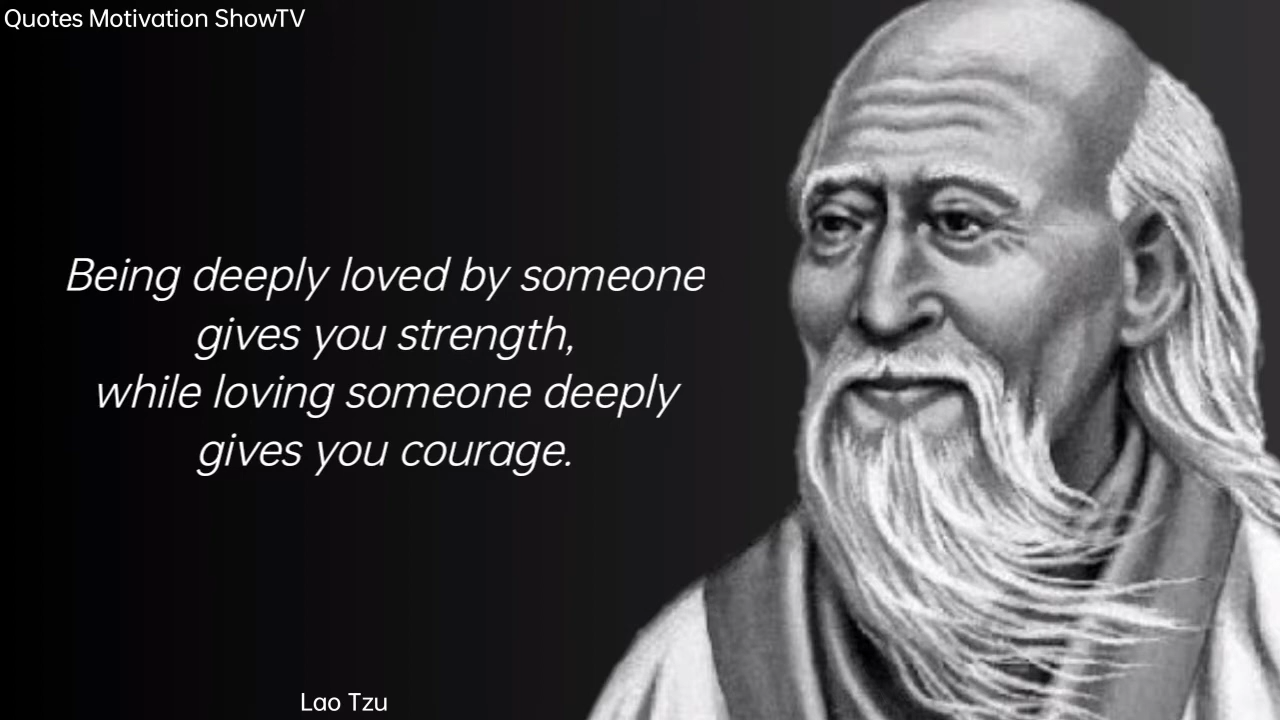 Quotes Motivation ShowTV
Being deeply loved by someone
gives you strength,
while loving someone deeply
gives you courage.
Lao Tzu